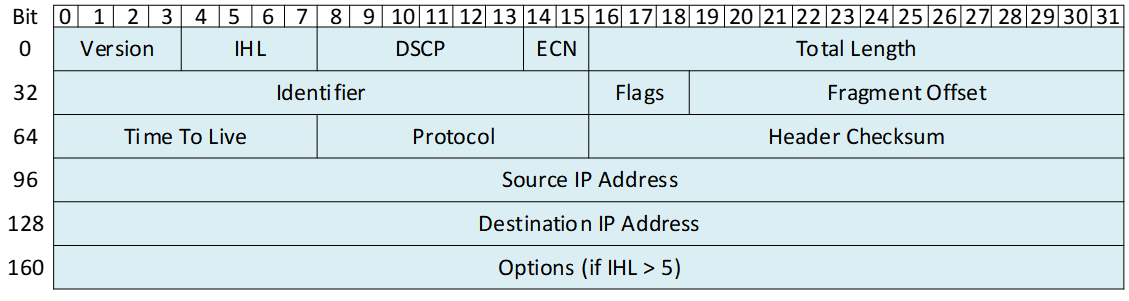 Bit 0 1 2 3 4 5 6 7 8 9 10 11 12 13 14 15 16 17 18 19 20 21 22 23 24 25 26 27 28 29 30 31
0 Version IHL DSCP ECN Total Length
32 Identifier Flags Fragment Offset
64 Time To Live Protocol Header Checksum
96 Source IP Address
128 Destination IP Address
160 Options (if IHL > 5)